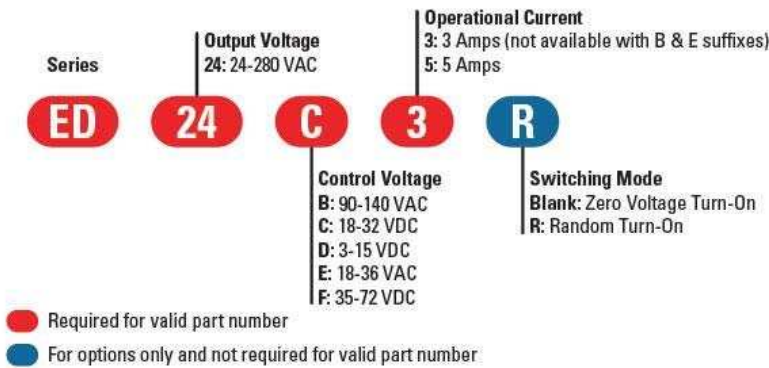 Operational Current
3: 3 Amps (not available with B & E suffixes)
5: 5 Amps
Output Voltage
24: 24-280 VAC
Series
ED 24 C 3 R
Control Voltage
B: 90-140 VAC
C: 18-32 VDC
D: 3-15 VDC
E: 18-36 VAC
F: 35-72 VDC
Switching Mode
Blank: Zero Voltage Turn-On
R: Random Turn-On
Required for valid part number
For options only and not required for valid part number